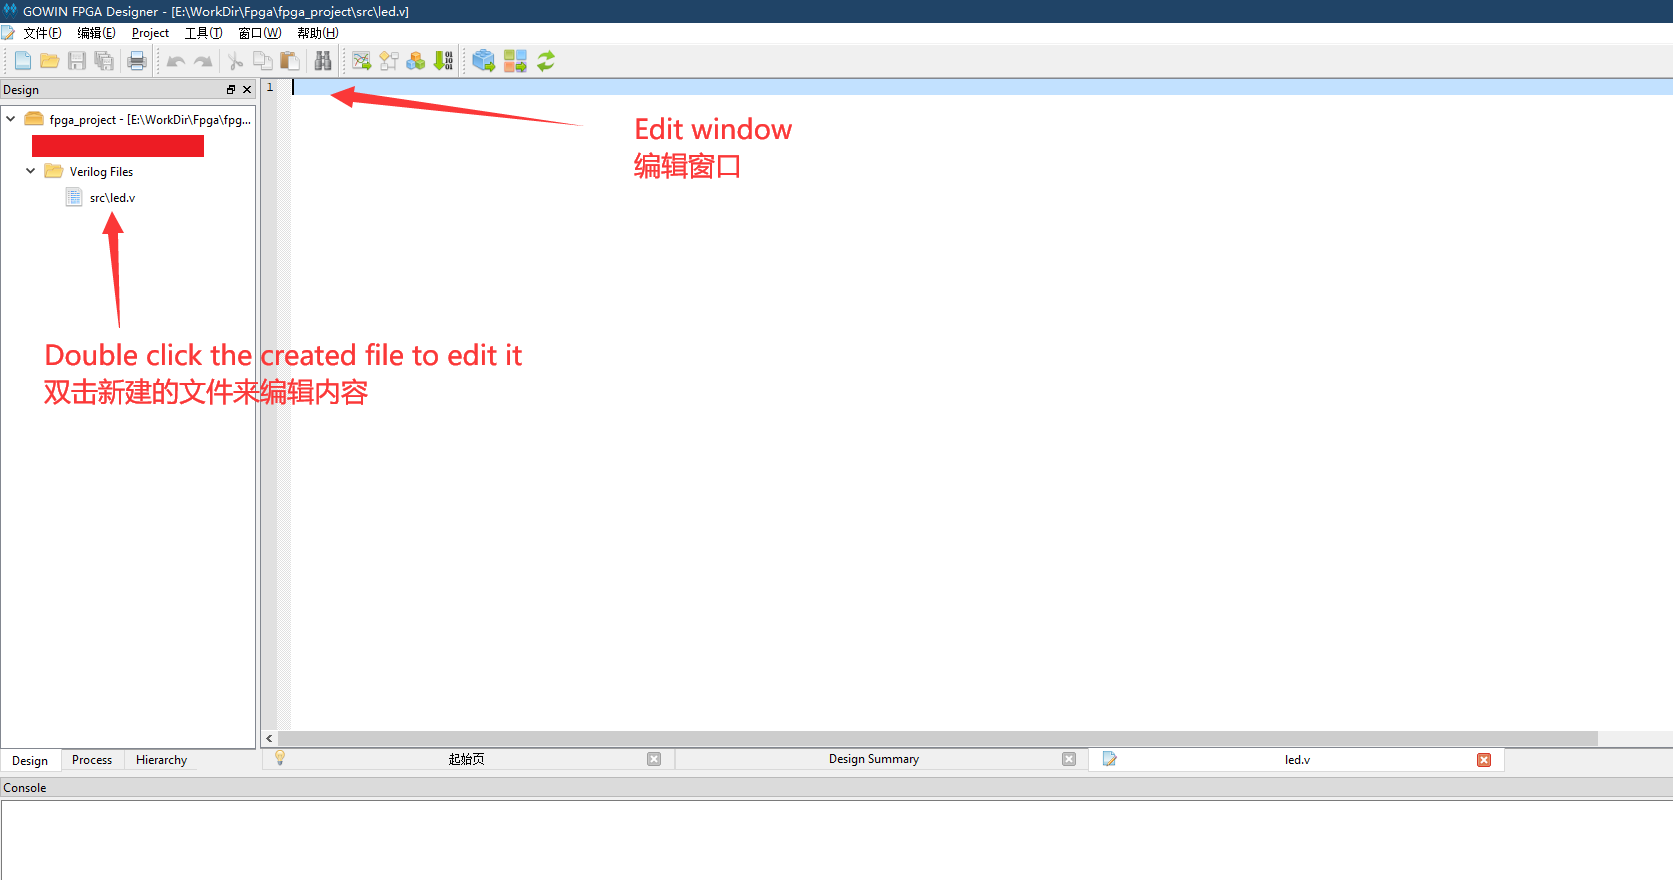 GOWIN FPGA Designer - [E:\WorkDir\Fpga\fpga_project\src\led.v]
文件(F) 编辑(E) Project 工具(T) 窗口(W) 帮助(H)
Design
1
fpga_project - [E:\WorkDir\Fpga\fpg...
Verilog Files
src\led.v
Edit window
编辑窗口
Double click the created file to edit it
双击新建的文件来编辑内容
Design Process Hierarchy
起始页 Design Summary led.v
Console